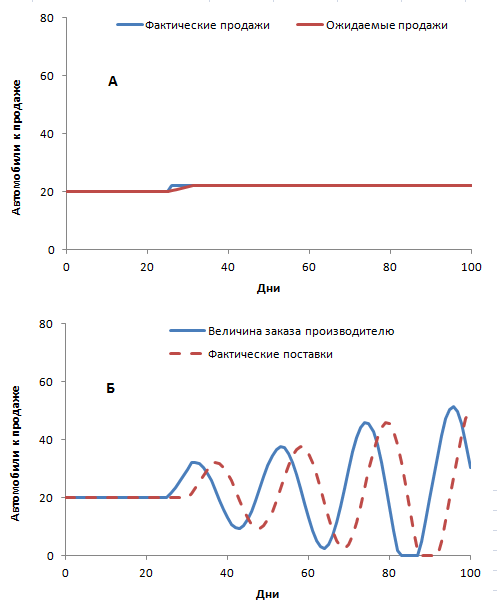 Фактические продажи
Ожидаемые продажи
А
Автомобили к продаже
80
60
40
20
0
0 20 40 60 80 100
Дни
Величина заказа производителю
Фактические поставки
Б
Автомобили к продаже
80
60
40
20
0
0 20 40 60 80 100
Дни